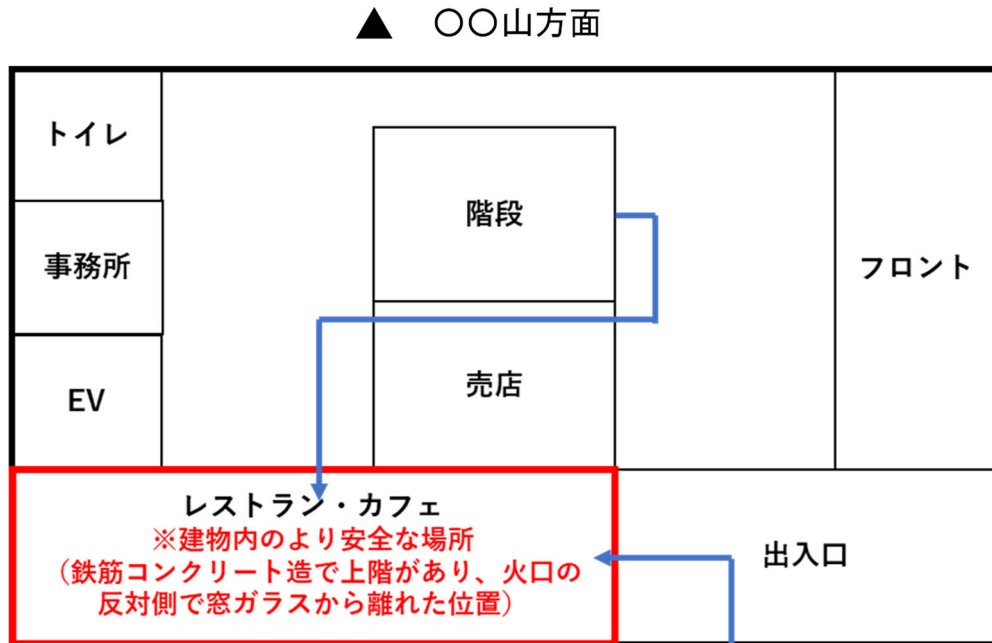 ▲ 〇〇山方面
トイレ
階段
事務所
フロント
売店
EV
レストラン・カフェ
※建物内のより安全な場所
（鉄筋コンクリート造で上階があり、火口の
反対側で窓ガラスから離れた位置）
出入口